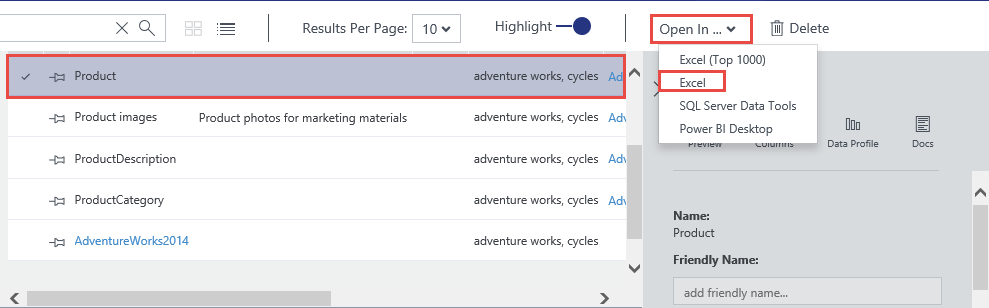 Results Per Page: 10 Highlight Open In ... Delete
Excel (Top 1000)
Excel
SQL Server Data Tools
Power BI Desktop
Product adventure works, cycles Ad
Product images Product photos for marketing materials adventure works, cycles Adv
ProductDescription adventure works, cycles Adv
ProductCategory adventure works, cycles Adv
AdventureWorks2014 adventure works, cycles
Preview Columns Data Profile Docs
Name:
Product
Friendly Name:
add friendly name...